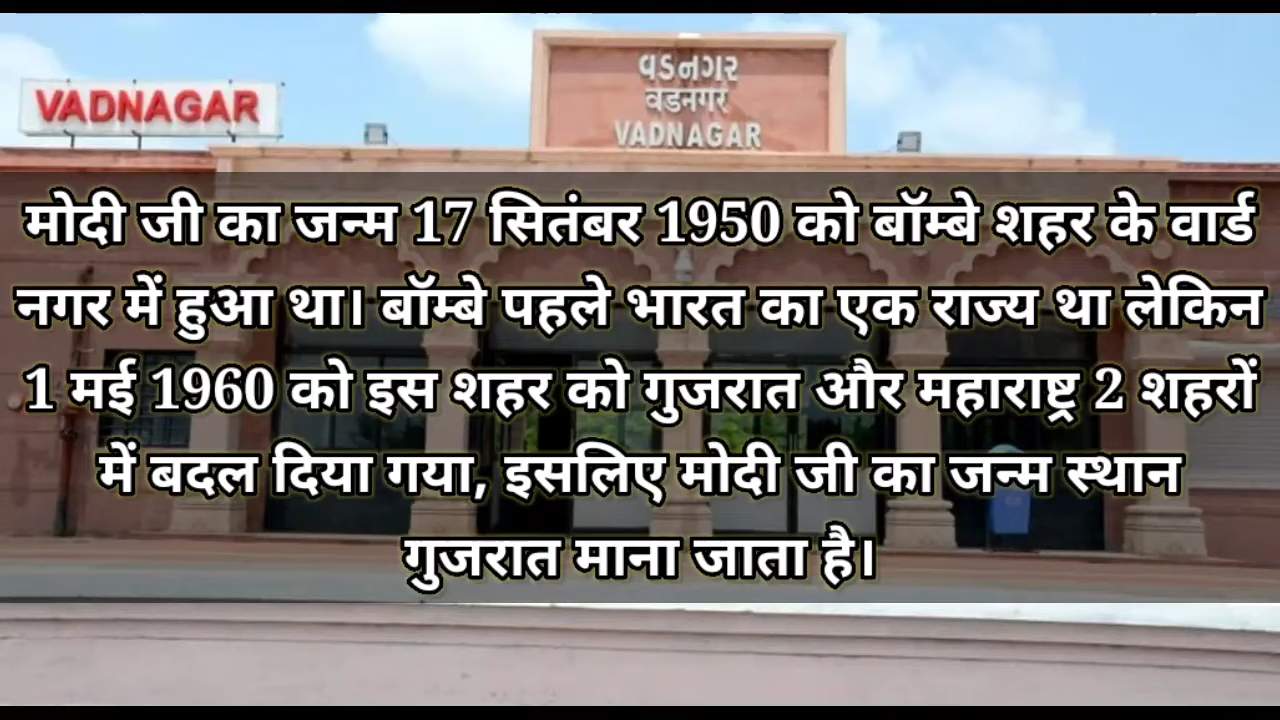 VADNAGAR
વડનગર
वडनगर
VADNAGAR
मोदी जी का जन्म 17 सितंबर 1950 को बॉम्बे शहर के वार्ड
नगर में हुआ था। बॉम्बे पहले भारत का एक राज्य था लेकिन
1 मई 1960 को इस शहर को गुजरात और महाराष्ट्र 2 शहरों
में बदल दिया गया, इसलिए मोदी जी का जन्म स्थान
गुजरात माना जाता है।